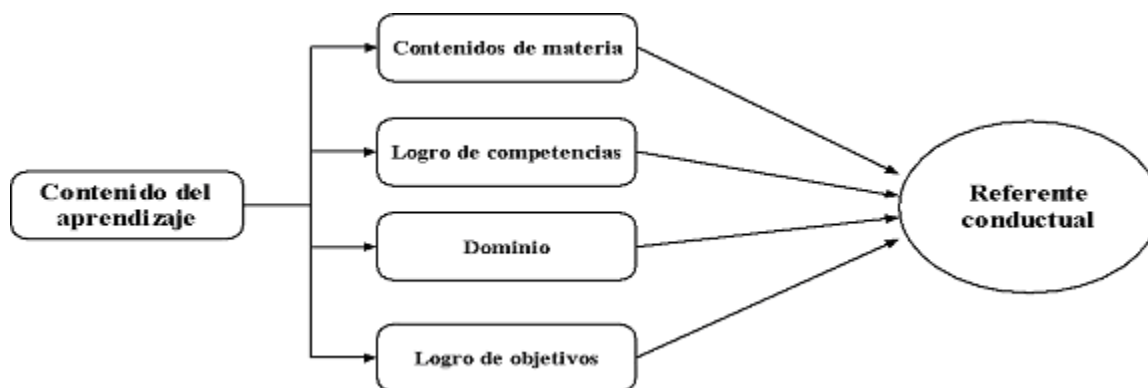 Contenidos de materia
Logro de competencias
Contenido del
aprendizaje
Dominio
Logro de objetivos
Referente
conductual